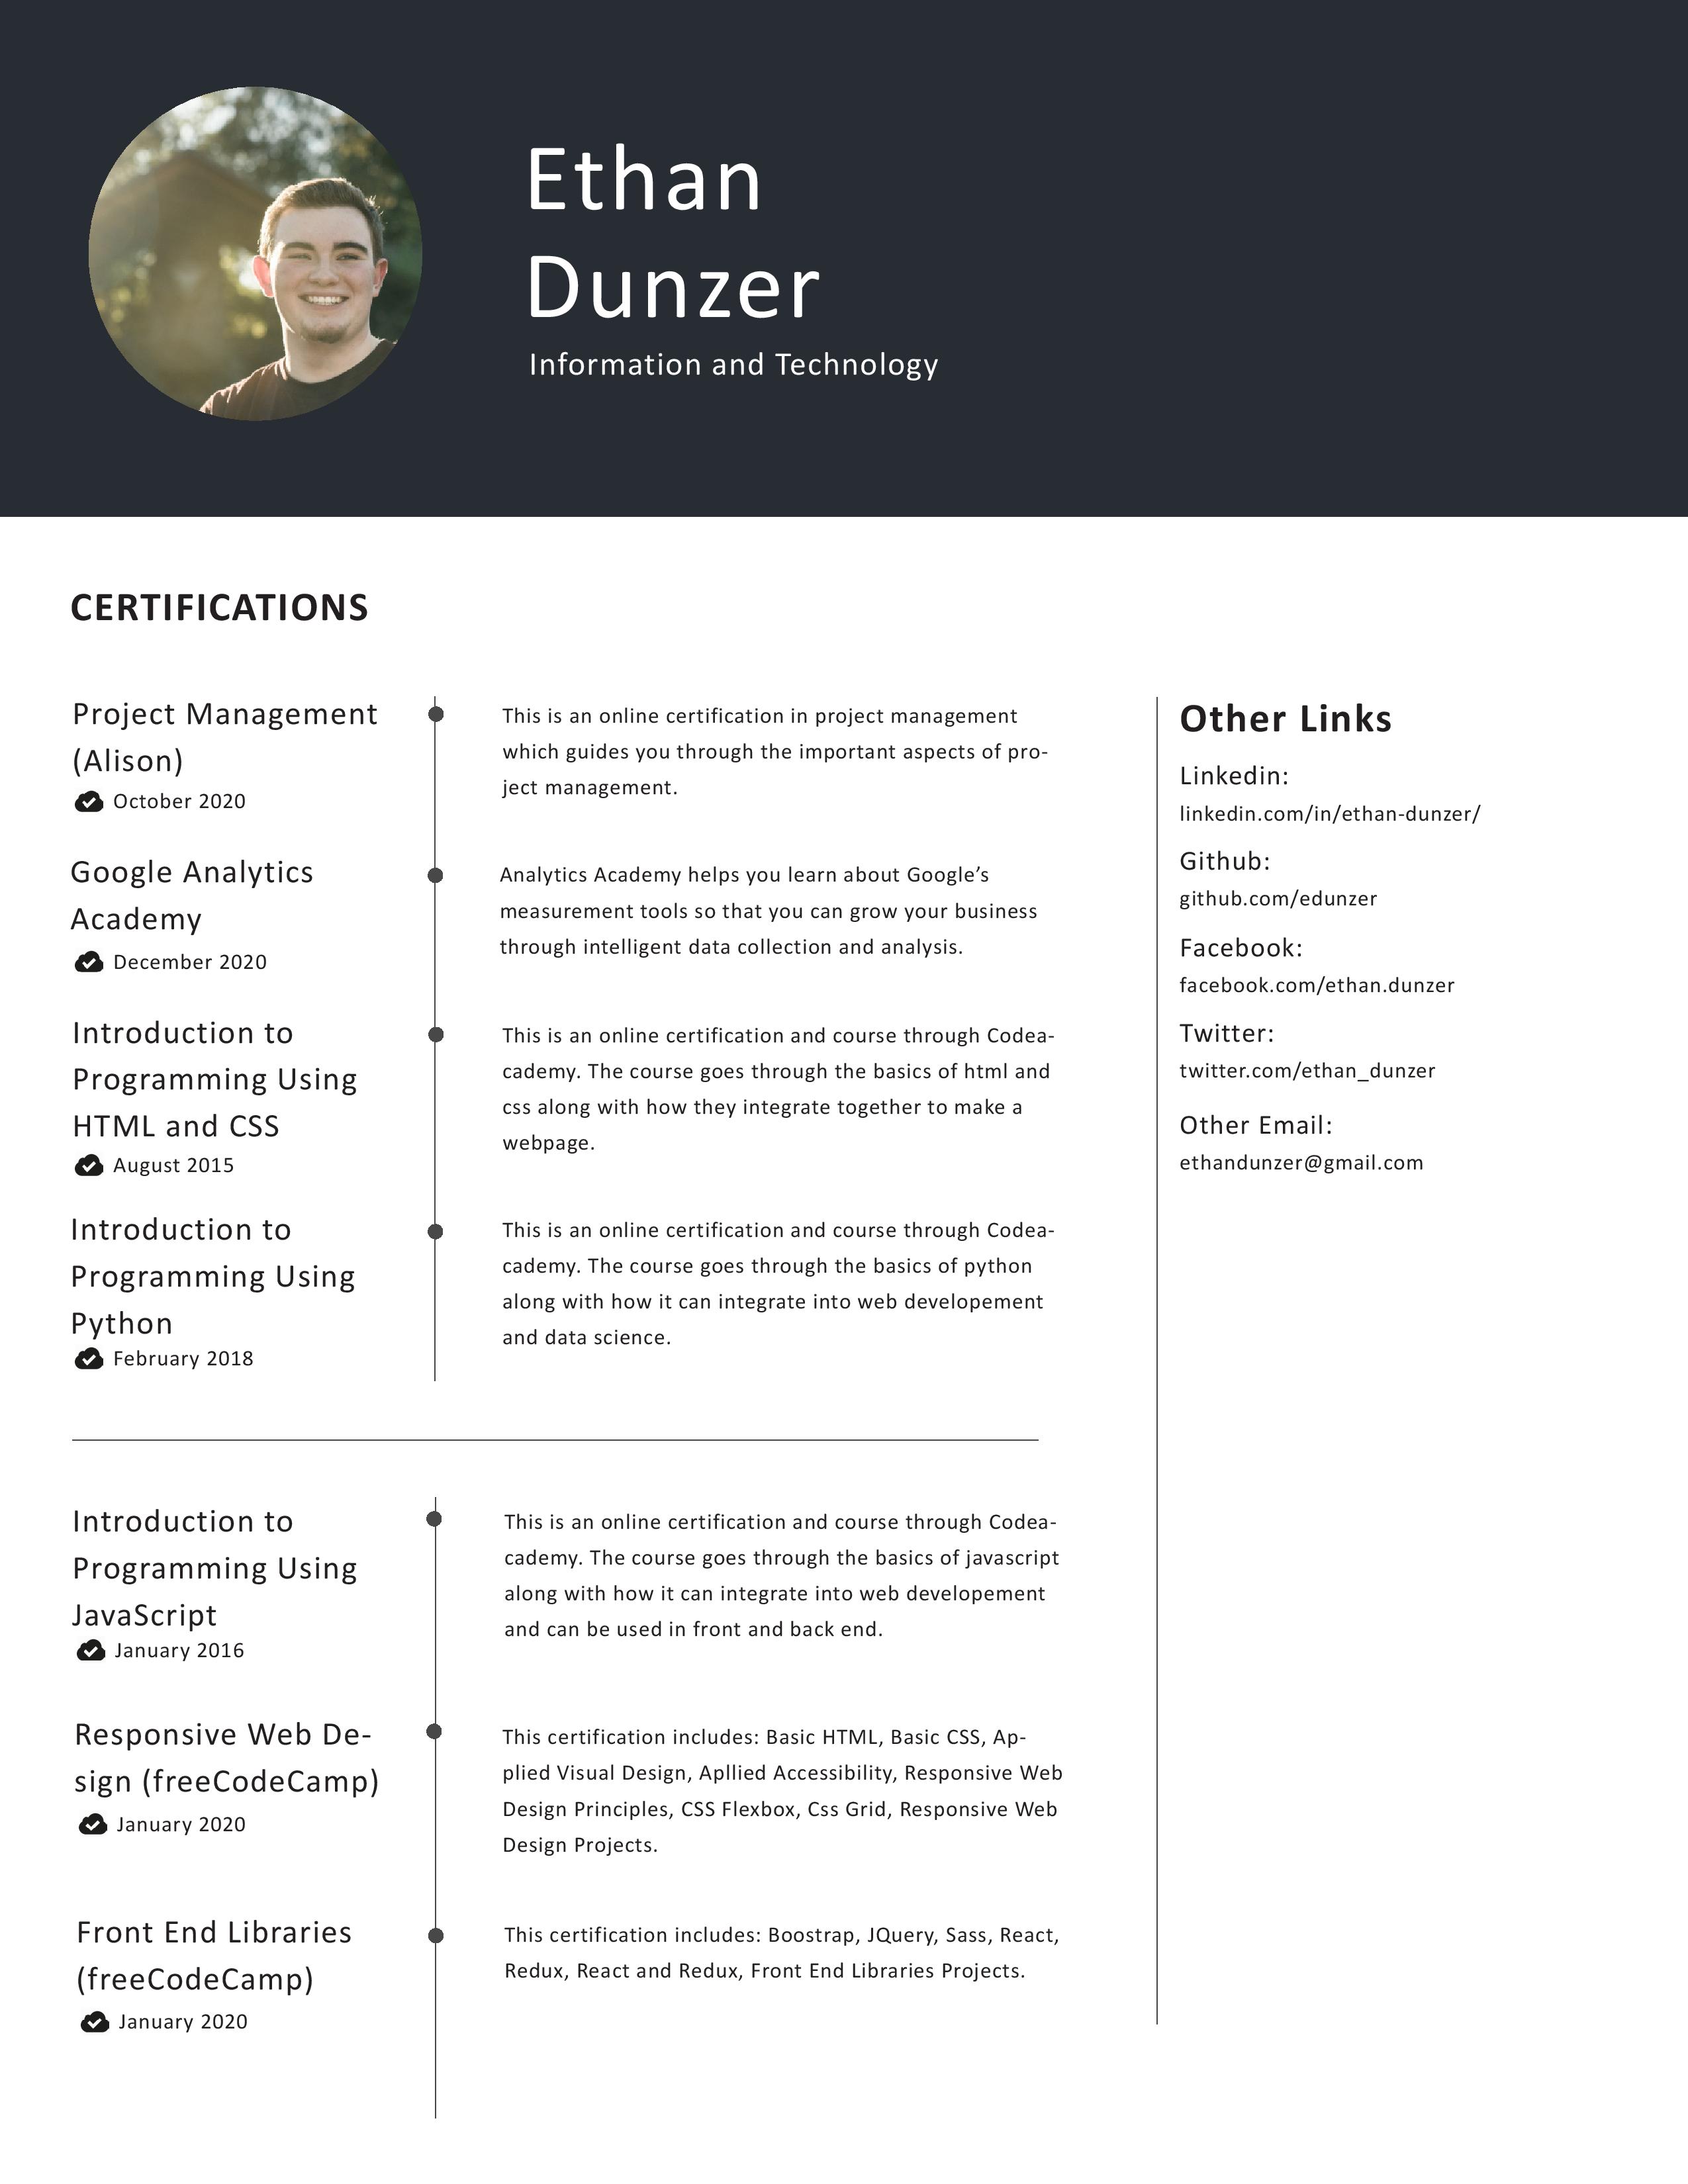 Ethan
Dunzer
Information and Technology
CERTIFICATIONS
Project Management
(Alison)
October 2020
This is an online certification in project management
which guides you through the important aspects of pro-
ject management.
Google Analytics
Academy
December 2020
Analytics Academy helps you learn about Google’s
measurement tools so that you can grow your business
through intelligent data collection and analysis.
Introduction to
Programming Using
HTML and CSS
August 2015
This is an online certification and course through Codea-
cademy. The course goes through the basics of html and
css along with how they integrate together to make a
webpage.
Introduction to
Programming Using
Python
February 2018
This is an online certification and course through Codea-
cademy. The course goes through the basics of python
along with how it can integrate into web developement
and data science.
Introduction to
Programming Using
JavaScript
January 2016
This is an online certification and course through Codea-
cademy. The course goes through the basics of javascript
along with how it can integrate into web developement
and can be used in front and back end.
Responsive Web De-
sign (freeCodeCamp)
January 2020
This certification includes: Basic HTML, Basic CSS, Ap-
plied Visual Design, Apllied Accessibility, Responsive Web
Design Principles, CSS Flexbox, Css Grid, Responsive Web
Design Projects.
Front End Libraries
(freeCodeCamp)
January 2020
This certification includes: Boostrap, JQuery, Sass, React,
Redux, React and Redux, Front End Libraries Projects.
Other Links
Linkedin:
linkedin.com/in/ethan-dunzer/
Github:
github.com/edunzer
Facebook:
facebook.com/ethan.dunzer
Twitter:
twitter.com/ethan_dunzer
Other Email:
ethandunzer@gmail.com